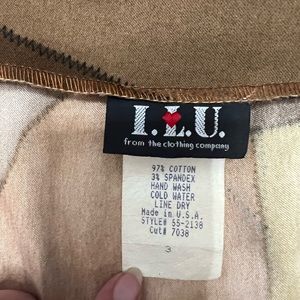 I.L.U.
from the clothing company
97% COTTON
3% SPANDEX
HAND WASH
COLD WATER
LINE DRY
Made in U.S.A.
STYLE# 55-2138
Cut# 7038
3